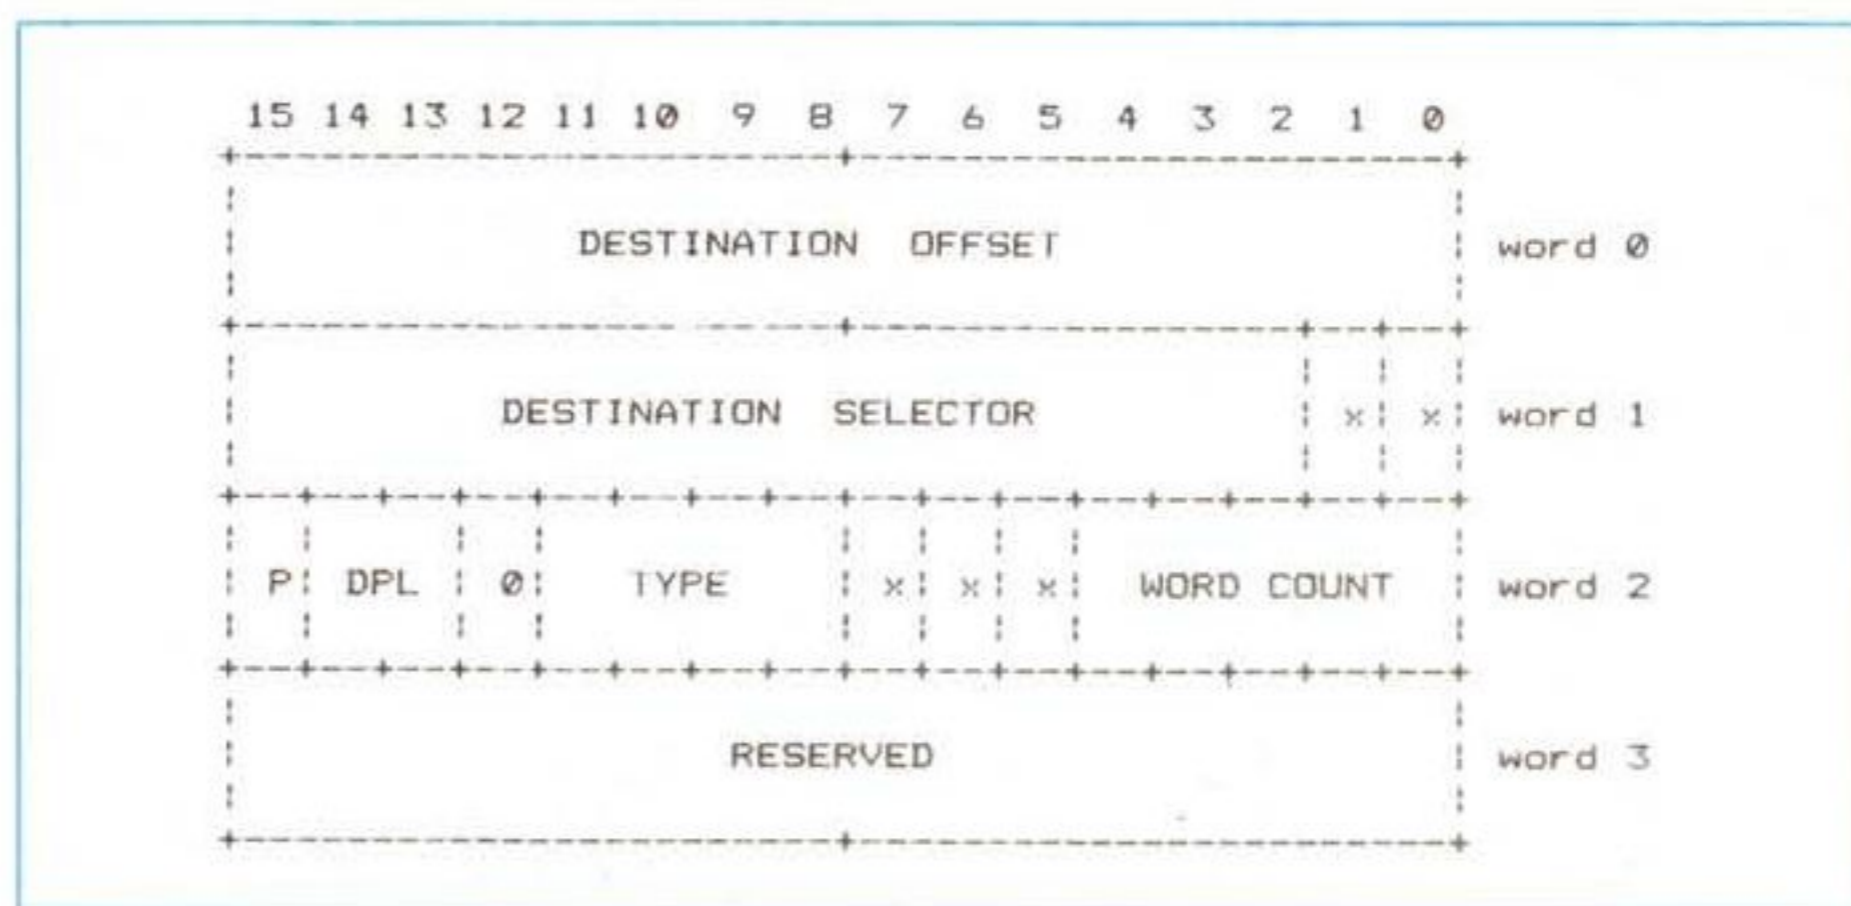 15 14 13 12 11 10 9 8 7 6 5 4 3 2 1 0
DESTINATION OFFSET word 0
DESTINATION SELECTOR x x word 1
P DPL 0 TYPE x x x WORD COUNT word 2
RESERVED word 3